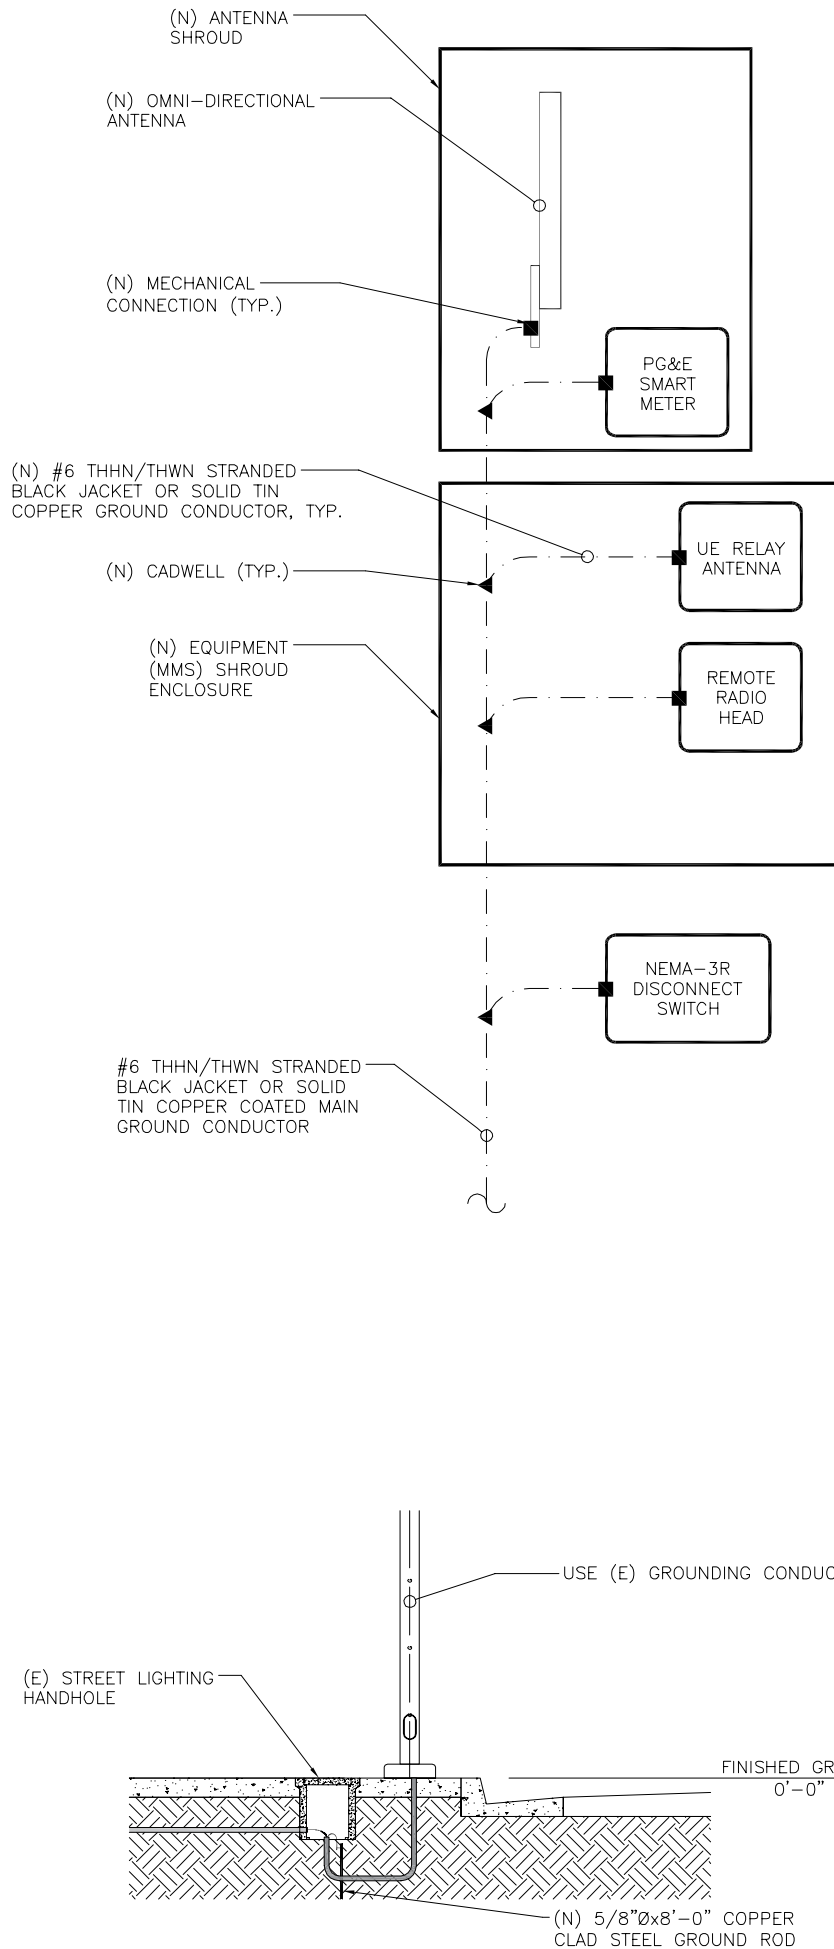 (N) ANTENNA
SHROUD
(N) OMNI-DIRECTIONAL
ANTENNA
(N) MECHANICAL
CONNECTION (TYP.)
PG&E
SMART
METER
(N) #6 THHN/THWN STRANDED
BLACK JACKET OR SOLID TIN
COPPER GROUND CONDUCTOR, TYP.
UE RELAY
ANTENNA
(N) CADWELL (TYP.)
(N) EQUIPMENT
(MMS) SHROUD
ENCLOSURE
REMOTE
RADIO
HEAD
NEMA-3R
DISCONNECT
SWITCH
#6 THHN/THWN STRANDED
BLACK JACKET OR SOLID
TIN COPPER COATED MAIN
GROUND CONDUCTOR
USE (E) GROUNDING CONDUC
(E) STREET LIGHTING
HANDHOLE
FINISHED GR
0'-0"
(N) 5/8"Øx8'-0" COPPER
CLAD STEEL GROUND ROD